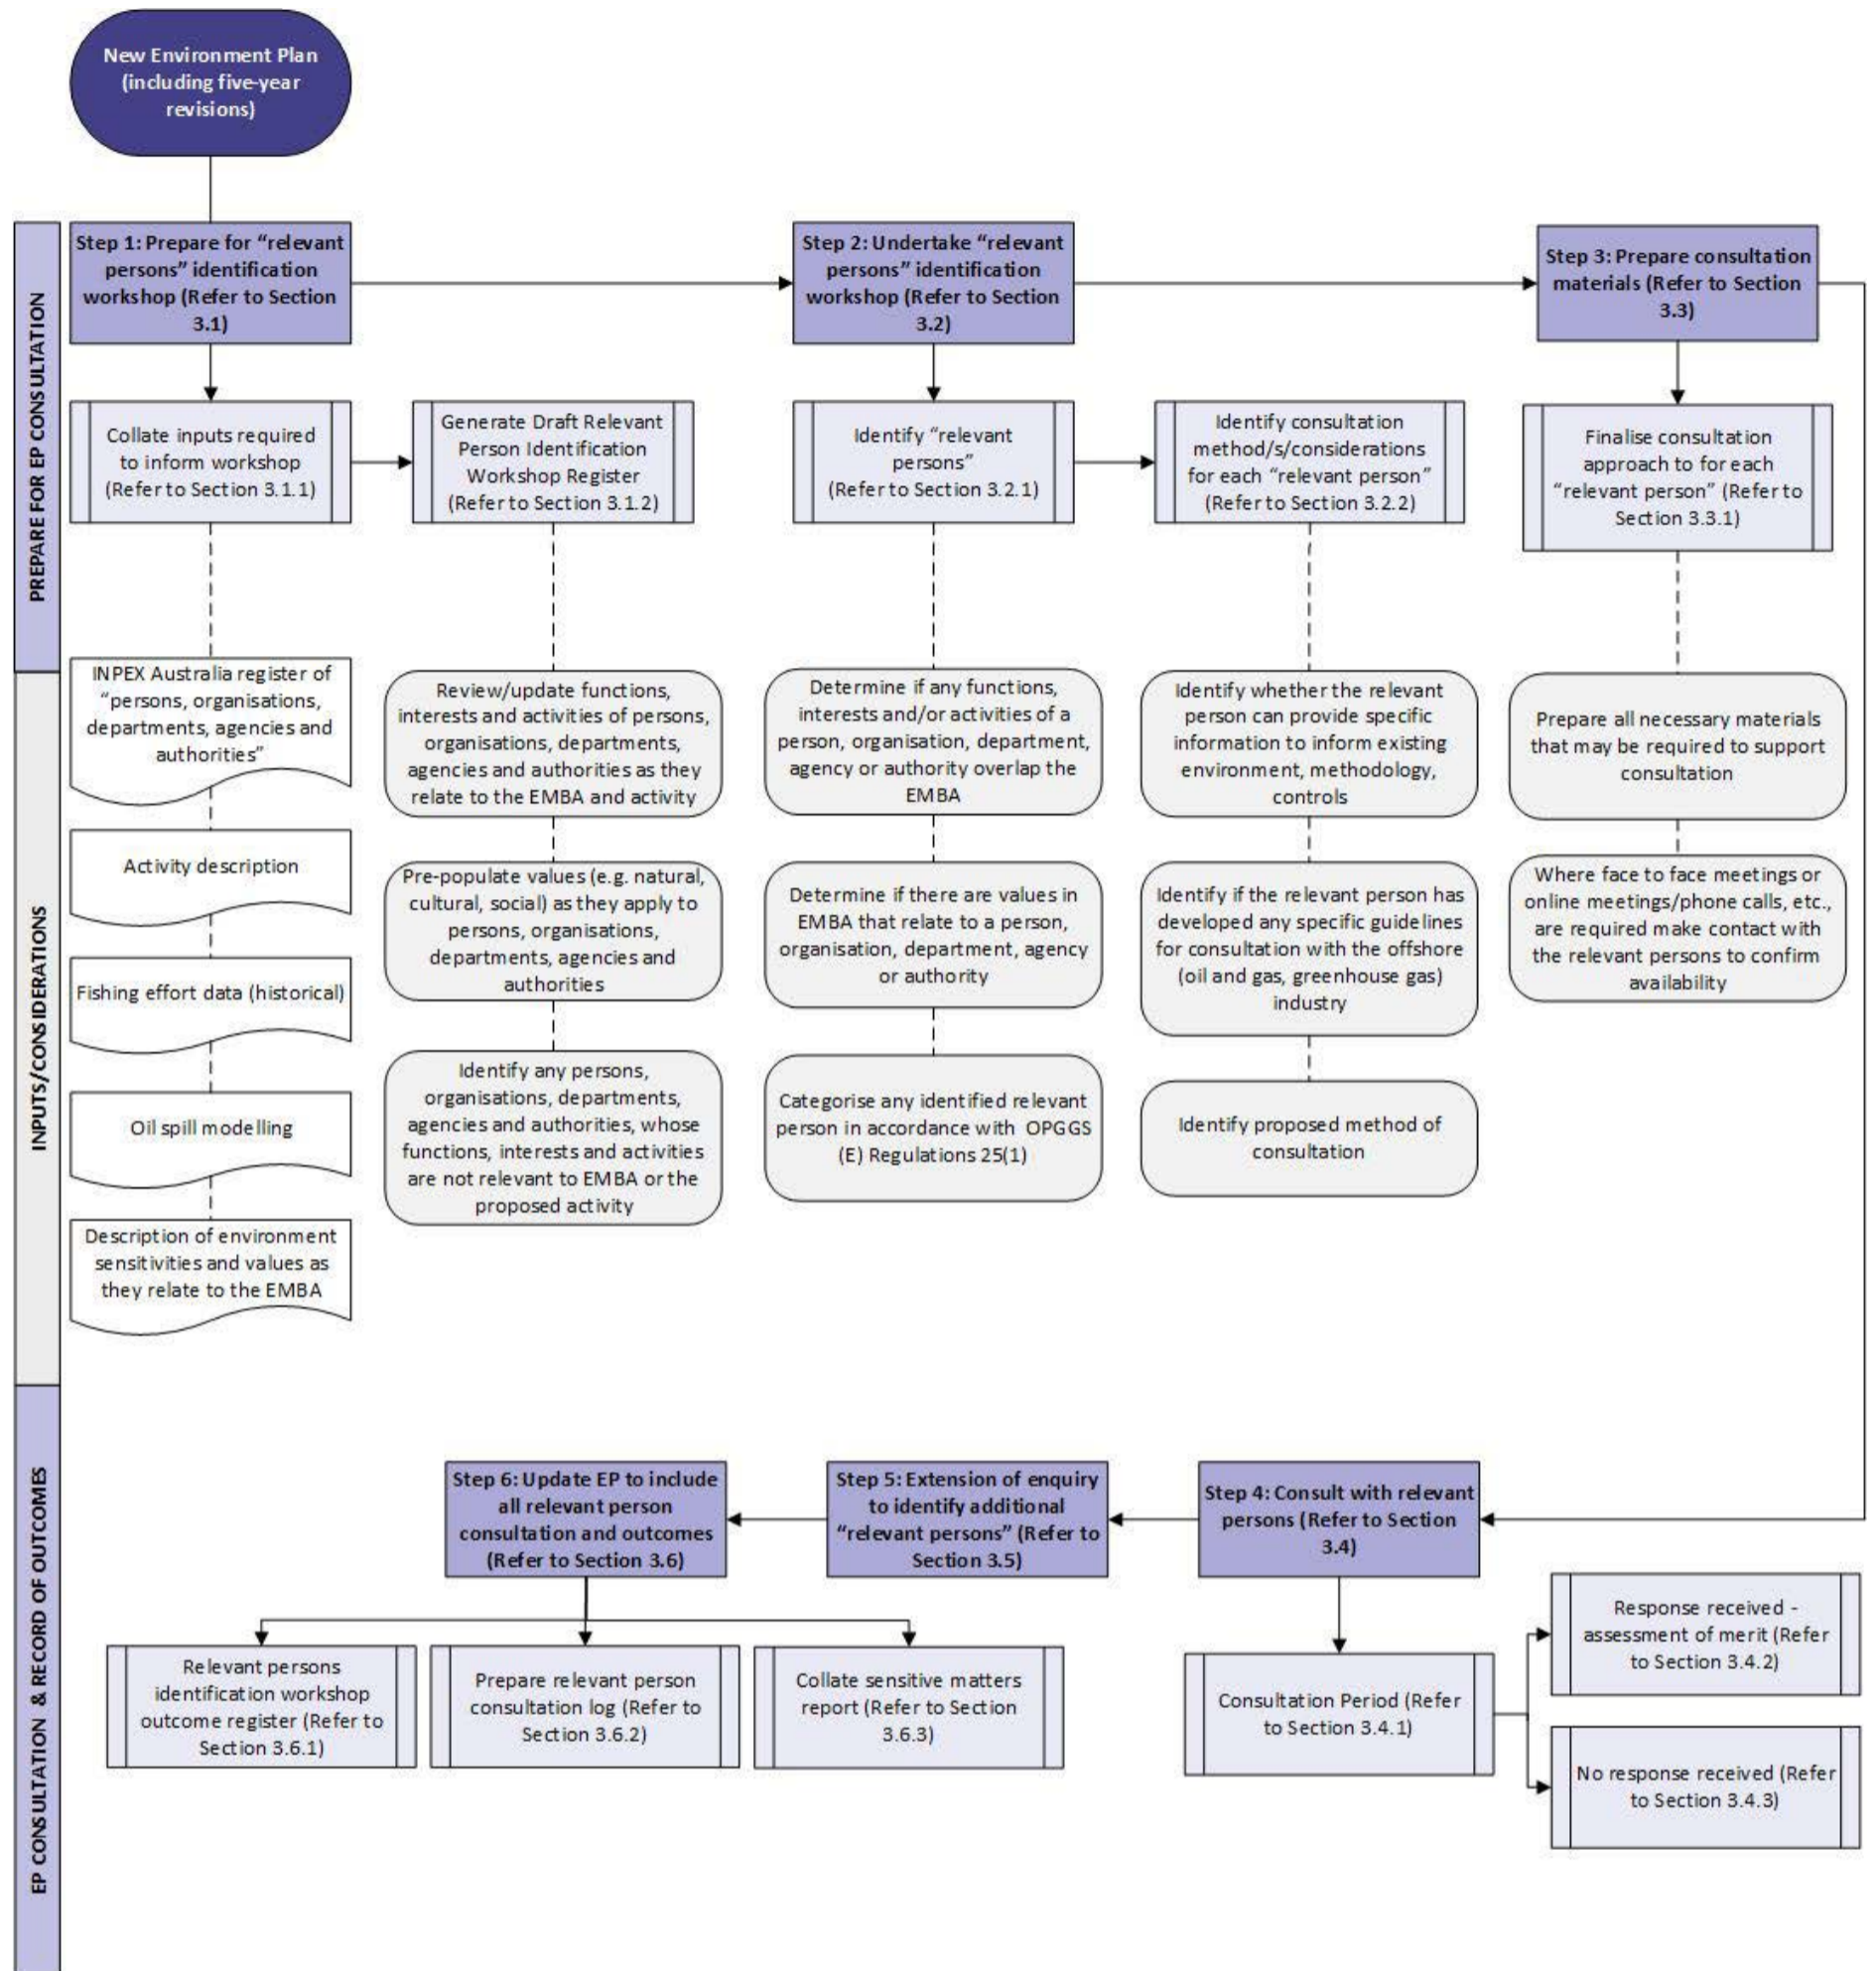 New Environment Plan
(including five-year
revisions)
PREPARE FOR EP CONSULTATION
Step 1: Prepare for “relevant
persons” identification
workshop (Refer to Section
3.1)
Step 2: Undertake “relevant
persons” identification
workshop (Refer to Section
3.2)
Step 3: Prepare consultation
materials (Refer to Section
3.3)
Collate inputs required
to inform workshop
(Refer to Section 3.1.1)
Generate Draft Relevant
Person Identification
Workshop Register
(Refer to Section 3.1.2)
Identify “relevant
persons”
(Refer to Section 3.2.1)
Identify consultation
method/s/considerations
for each “relevant person”
(Refer to Section 3.2.2)
Finalise consultation
approach to for each
“relevant person” (Refer to
Section 3.3.1)
INPUTS/CONSIDERATIONS
INPEX Australia register of
“persons, organisations,
departments, agencies and
authorities”
Activity description
Fishing effort data (historical)
Oil spill modelling
Description of environment
sensitivities and values as
they relate to the EMBA
Review/update functions,
interests and activities of persons,
organisations, departments,
agencies and authorities as they
relate to the EMBA and activity
Pre-populate values (e.g. natural,
cultural, social) as they apply to
persons, organisations,
departments, agencies and
authorities
Identify any persons,
organisations, departments,
agencies and authorities, whose
functions, interests and activities
are not relevant to EMBA or the
proposed activity
Determine if any functions,
interests and/or activities of a
person, organisation, department,
agency or authority overlap the
EMBA
Determine if there are values in
EMBA that relate to a person,
organisation, department, agency
or authority
Categorise any identified relevant
person in accordance with OPGGS
(E) Regulations 25(1)
Identify whether the relevant
person can provide specific
information to inform existing
environment, methodology,
controls
Identify if the relevant person has
developed any specific guidelines
for consultation with the offshore
(oil and gas, greenhouse gas)
industry
Identify proposed method of
consultation
Prepare all necessary materials
that may be required to support
consultation
Where face to face meetings or
online meetings/phone calls, etc.,
are required make contact with
the relevant persons to confirm
availability
EP CONSULTATION & RECORD OF OUTCOMES
Step 6: Update EP to include
all relevant person
consultation and outcomes
(Refer to Section 3.6)
Step 5: Extension of enquiry
to identify additional
“relevant persons” (Refer to
Section 3.5)
Step 4: Consult with relevant
persons (Refer to Section
3.4)
Relevant persons
identification workshop
outcome register (Refer to
Section 3.6.1)
Prepare relevant person
consultation log (Refer to
Section 3.6.2)
Collate sensitive matters
report (Refer to Section
3.6.3)
Consultation Period (Refer
to Section 3.4.1)
Response received -
assessment of merit (Refer
to Section 3.4.2)
No response received (Refer
to Section 3.4.3)